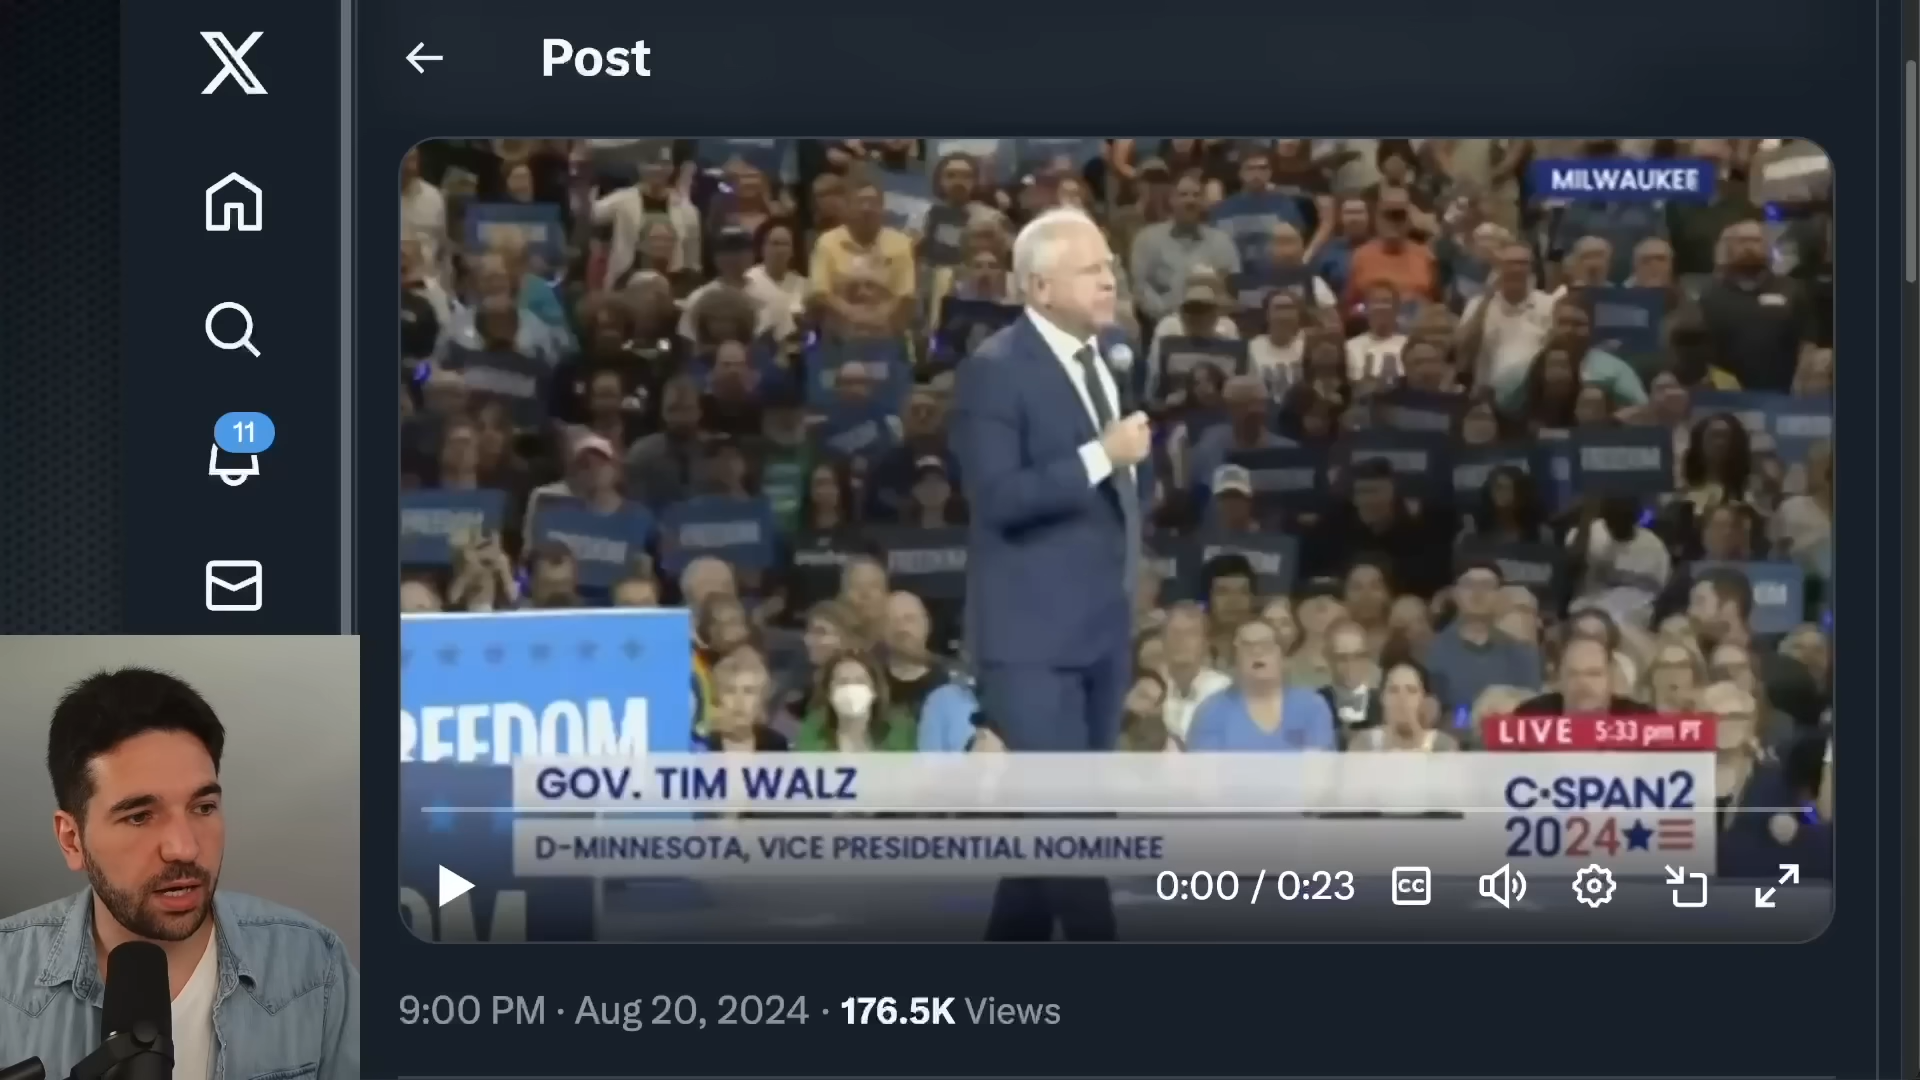 Post
MILWAUKEE
11
FREEDOM
FREEDOM
LIVE 5:33 pm PT
GOV. TIM WALZ
C·SPAN2
2024
D-MINNESOTA, VICE PRESIDENTIAL NOMINEE
0:00 / 0:23
CC
9:00 PM · Aug 20, 2024 · 176.5K Views